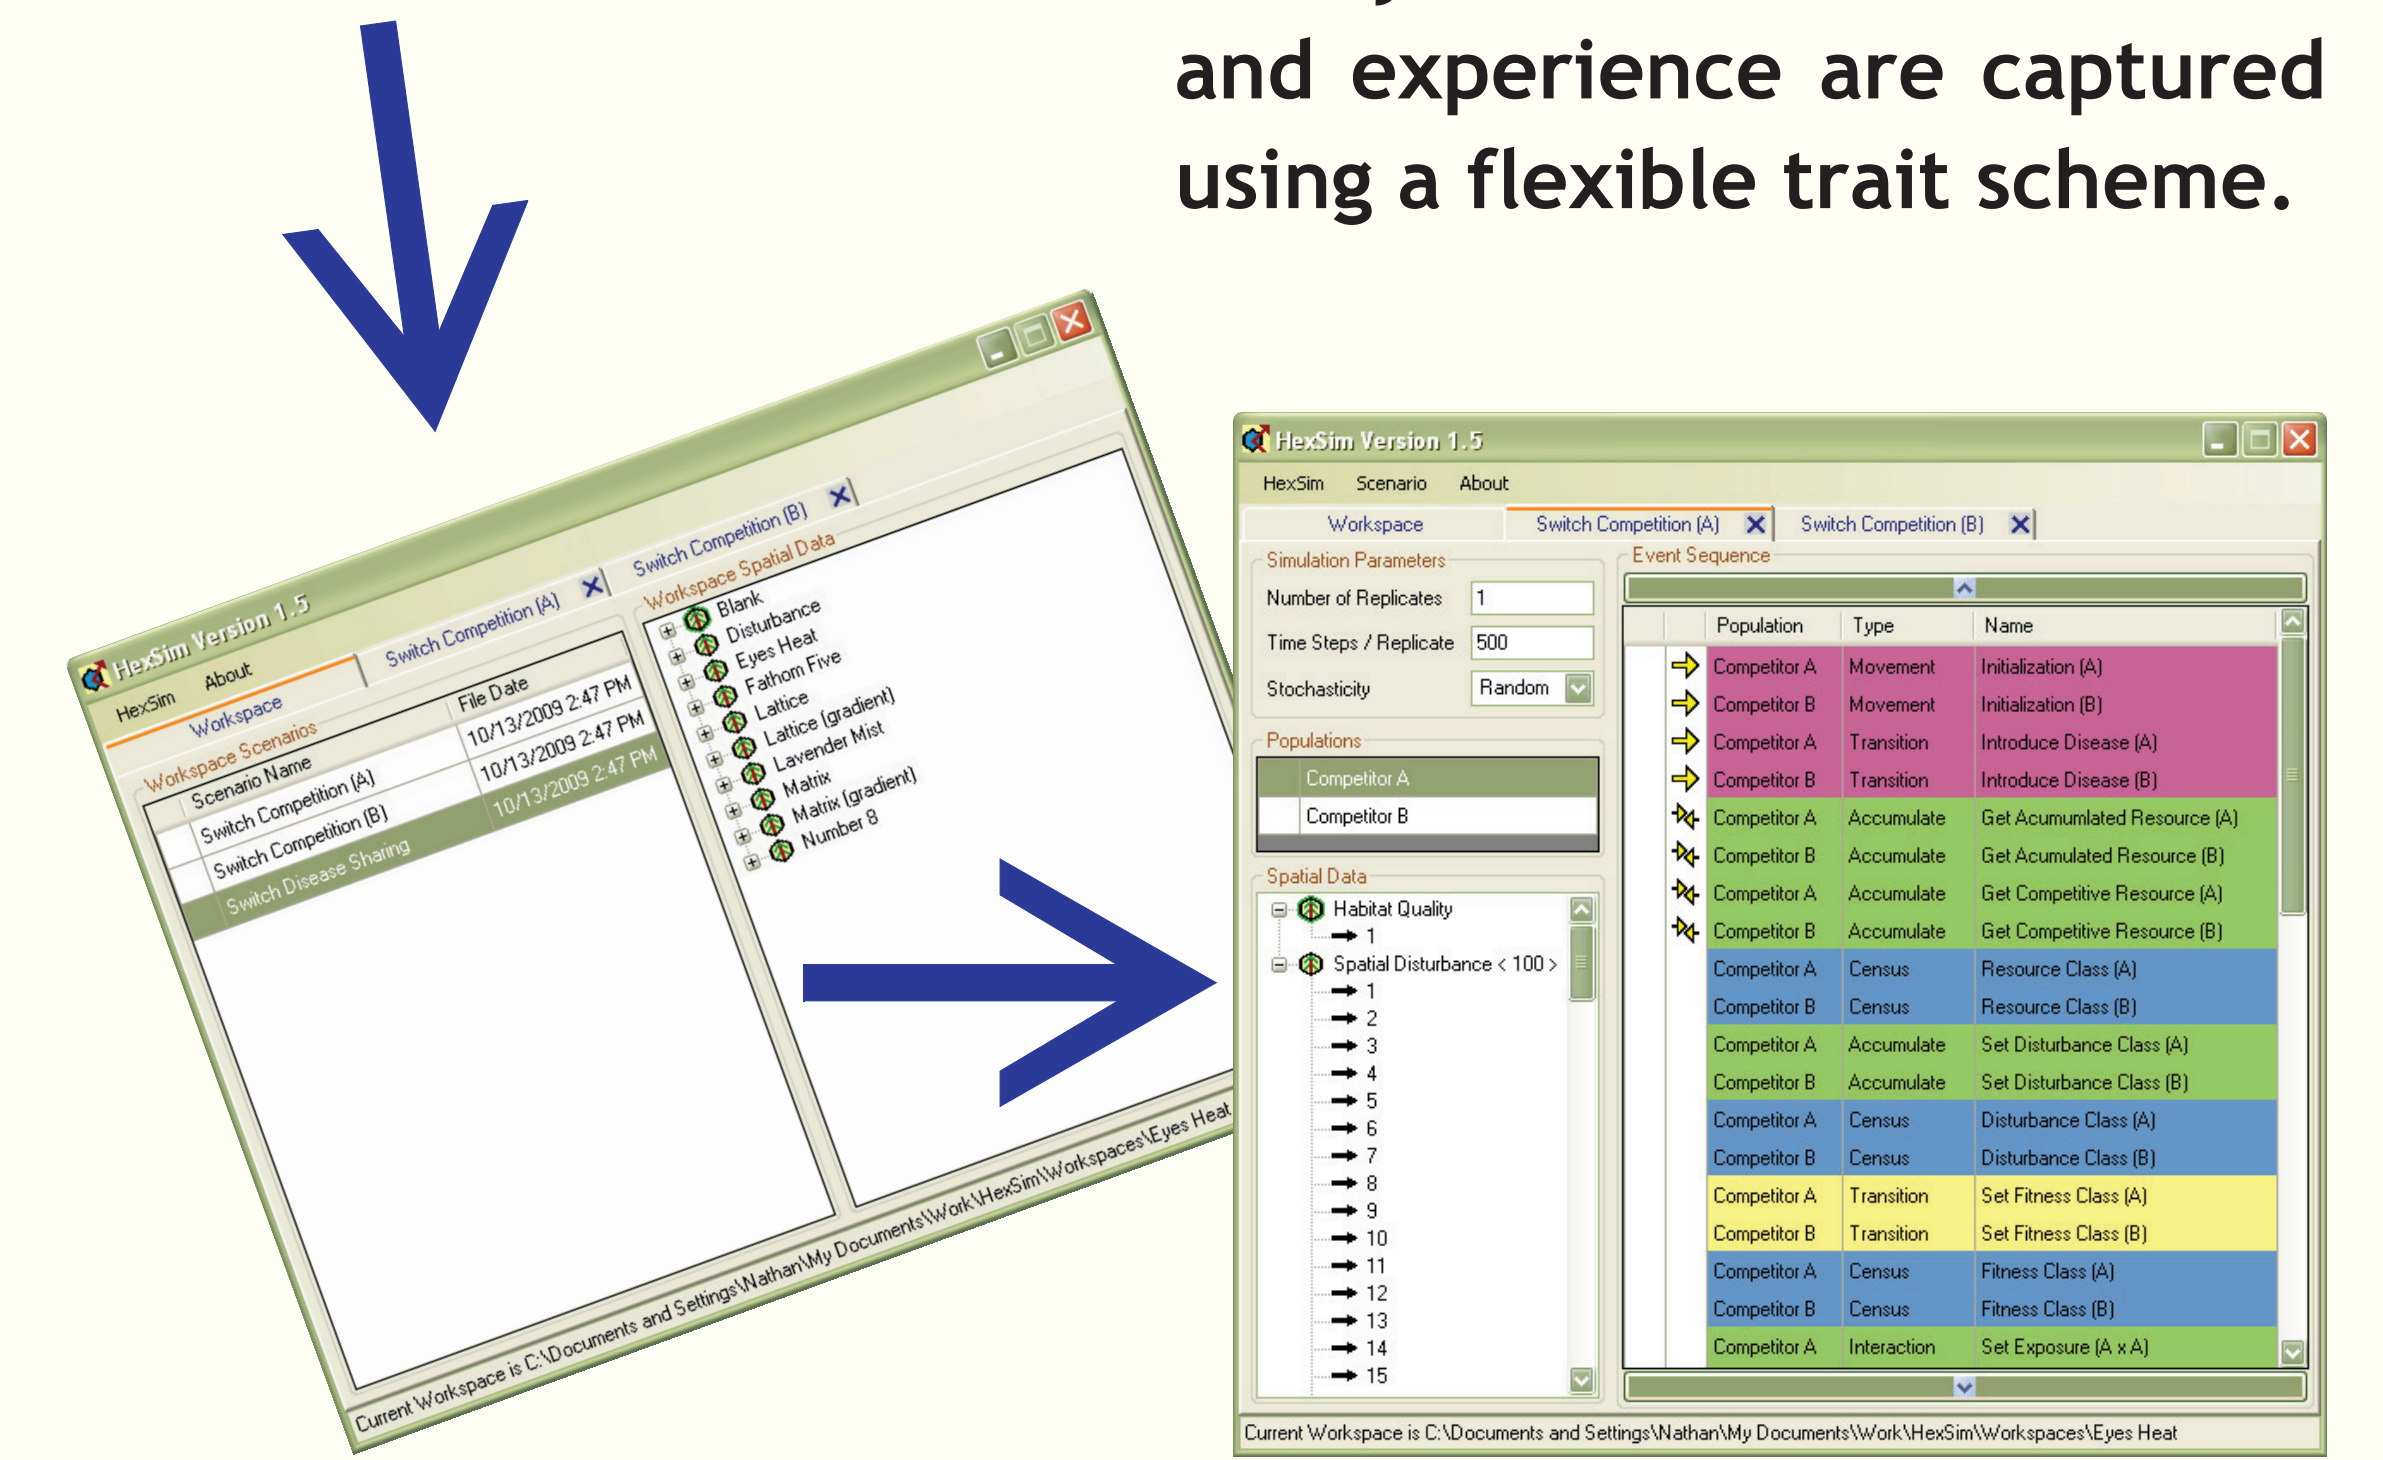 and experience are captured
using a flexible trait scheme.
HexSim Version 1.5
HexSim About
Workspace
Switch Competition (A)
Switch Competition (B)
Workspace Scenarios
Scenario Name File Date
Switch Competition (A) 10/13/2009 2:47 PM
Switch Competition (B) 10/13/2009 2:47 PM
Switch Disease Sharing 10/13/2009 2:47 PM
Workspace Spatial Data
Blank
Disturbance
Eyes Heat
Fathom Five
Lattice
Lattice (gradient)
Lavender Mist
Matrix
Matrix (gradient)
Number 8
Current Workspace is C:\Documents and Settings\Nathan\My Documents\Work\HexSim\Workspaces\Eyes Heat
HexSim Version 1.5
HexSim Scenario About
Workspace Switch Competition (A) Switch Competition (B)
Simulation Parameters
Number of Replicates 1
Time Steps / Replicate 500
Stochasticity Random
Populations
Competitor A
Competitor B
Spatial Data
Habitat Quality
1
Spatial Disturbance < 100 >
1
2
3
4
5
6
7
8
9
10
11
12
13
14
15
Event Sequence
Population Type Name
Competitor A Movement Initialization (A)
Competitor B Movement Initialization (B)
Competitor A Transition Introduce Disease (A)
Competitor B Transition Introduce Disease (B)
Competitor A Accumulate Get Acumumlated Resource (A)
Competitor B Accumulate Get Acumulated Resource (B)
Competitor A Accumulate Get Competitive Resource (A)
Competitor B Accumulate Get Competitive Resource (B)
Competitor A Census Resource Class (A)
Competitor B Census Resource Class (B)
Competitor A Accumulate Set Disturbance Class (A)
Competitor B Accumulate Set Disturbance Class (B)
Competitor A Census Disturbance Class (A)
Competitor B Census Disturbance Class (B)
Competitor A Transition Set Fitness Class (A)
Competitor B Transition Set Fitness Class (B)
Competitor A Census Fitness Class (A)
Competitor B Census Fitness Class (B)
Competitor A Interaction Set Exposure (A x A)
Current Workspace is C:\Documents and Settings\Nathan\My Documents\Work\HexSim\Workspaces\Eyes Heat